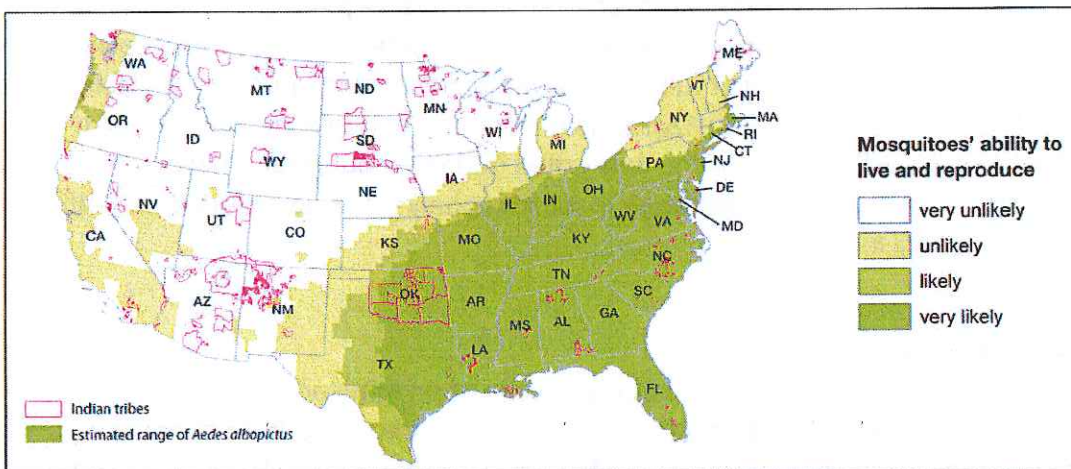 WA
ME
MT
ND
MN
VT
NH
OR
ID
SD
WI
NY
MA
RI
WY
MI
CT
PA
NJ
NE
IA
NV
OH
DE
IL
IN
UT
WV
VA
MD
CA
CO
KS
MO
KY
NC
TN
AZ
NM
OK
AR
SC
MS
AL
GA
TX
LA
FL
Indian tribes
Estimated range of Aedes albopictus
Mosquitoes' ability to
live and reproduce
very unlikely
unlikely
likely
very likely